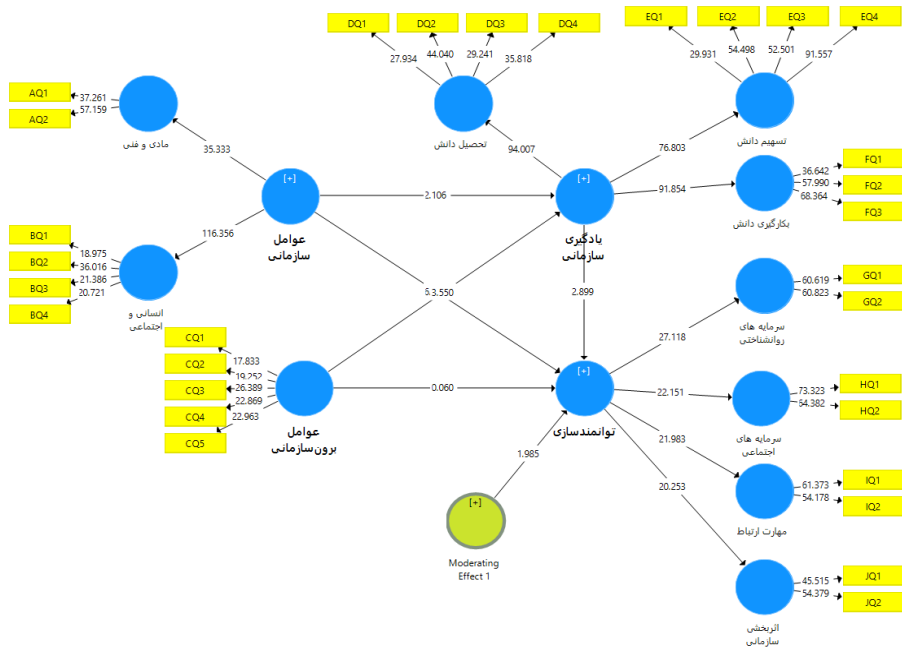 DQ1
DQ2
DQ3
DQ4
27.934
44.040
29.241
35.818
EQ1
EQ2
EQ3
EQ4
29.931
54.498
52.501
91.557
AQ1
AQ2
37.261
57.159
مادی و فنی
تحصیل دانش
تسهیم دانش
35.333
94.007
76.803
[+]
[+]
2.106
91.854
FQ1
FQ2
FQ3
36.642
57.990
68.364
بکارگیری دانش
116.356
عوامل
سازمانی
یادگیری
سازمانی
BQ1
BQ2
BQ3
BQ4
18.975
36.016
21.386
20.721
انسانی و
اجتماعی
3.550
2.899
GQ1
GQ2
60.619
60.823
سرمایه های
روانشناختی
27.118
CQ1
CQ2
CQ3
CQ4
CQ5
17.833
19.252
26.389
22.869
22.963
عوامل
برون‌سازمانی
0.060
[+]
توانمندسازی
22.151
HQ1
HQ2
73.323
سرمایه های
اجتماعی
1.985
21.983
20.253
[+]
Moderating
Effect 1
IQ1
IQ2
61.373
54.178
مهارت ارتباط
JQ1
JQ2
45.515
54.379
اثربخشی
سازمانی